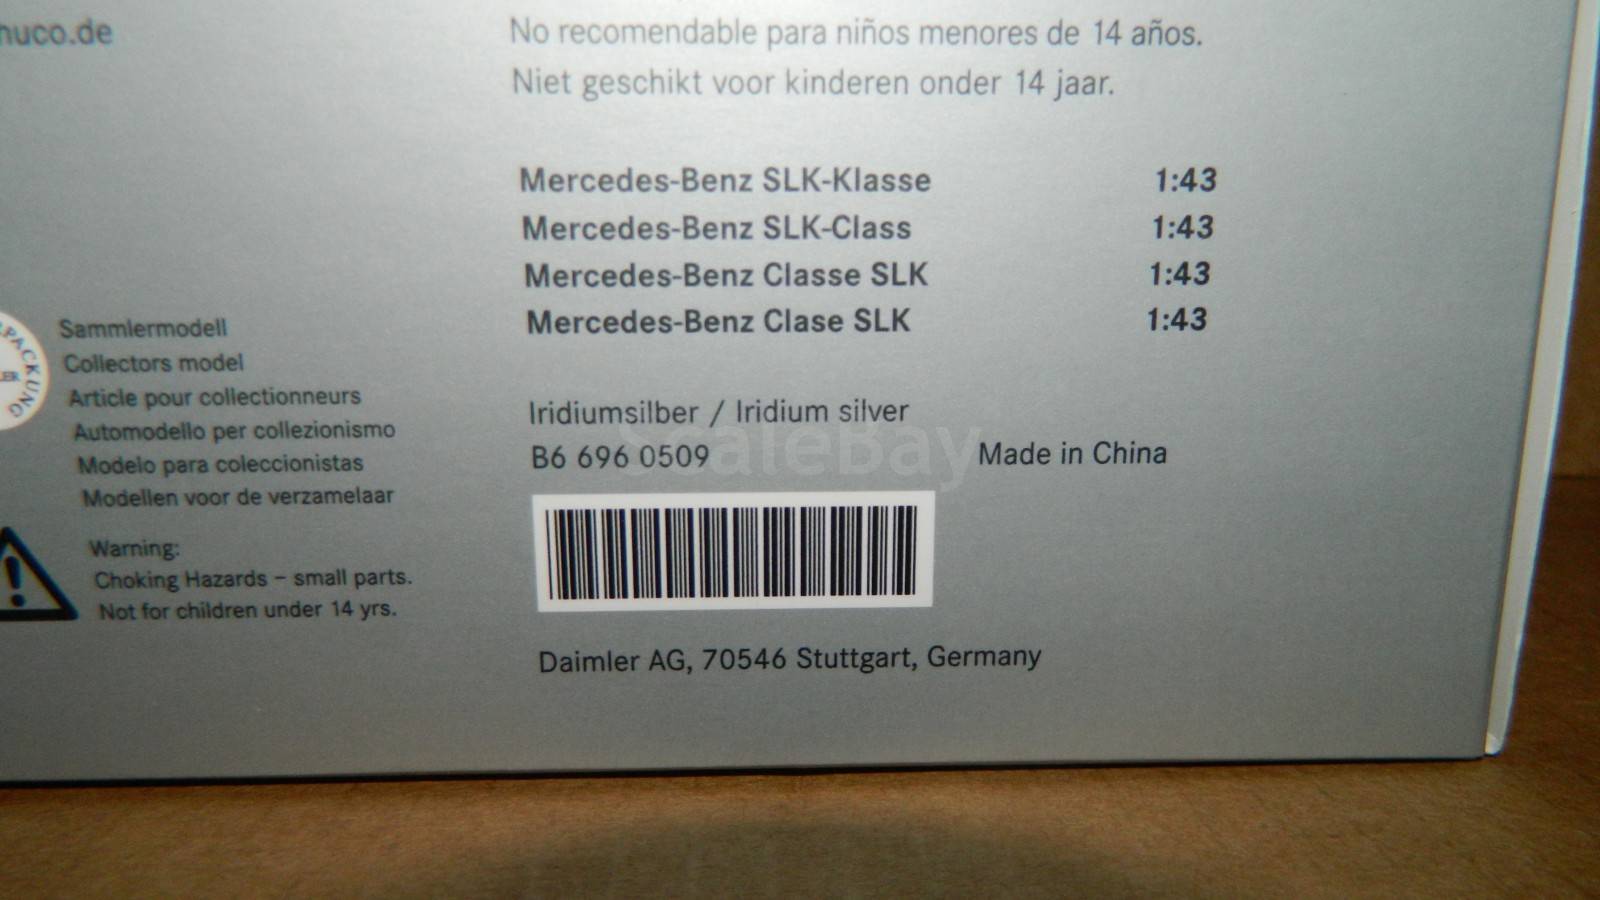 nuco.de
No recomendable para niños menores de 14 años.
Niet geschikt voor kinderen onder 14 jaar.
Mercedes-Benz SLK-Klasse 1:43
Mercedes-Benz SLK-Class 1:43
Mercedes-Benz Classe SLK 1:43
Mercedes-Benz Clase SLK 1:43
Iridiumsilber / Iridium silver
B6 696 0509
Made in China
ScaleBay
Daimler AG, 70546 Stuttgart, Germany
RPACKUNG
LER
Sammlermodell
Collectors model
Article pour collectionneurs
Automodello per collezionismo
Modelo para coleccionistas
Modellen voor de verzamelaar
Warning:
Choking Hazards – small parts.
Not for children under 14 yrs.